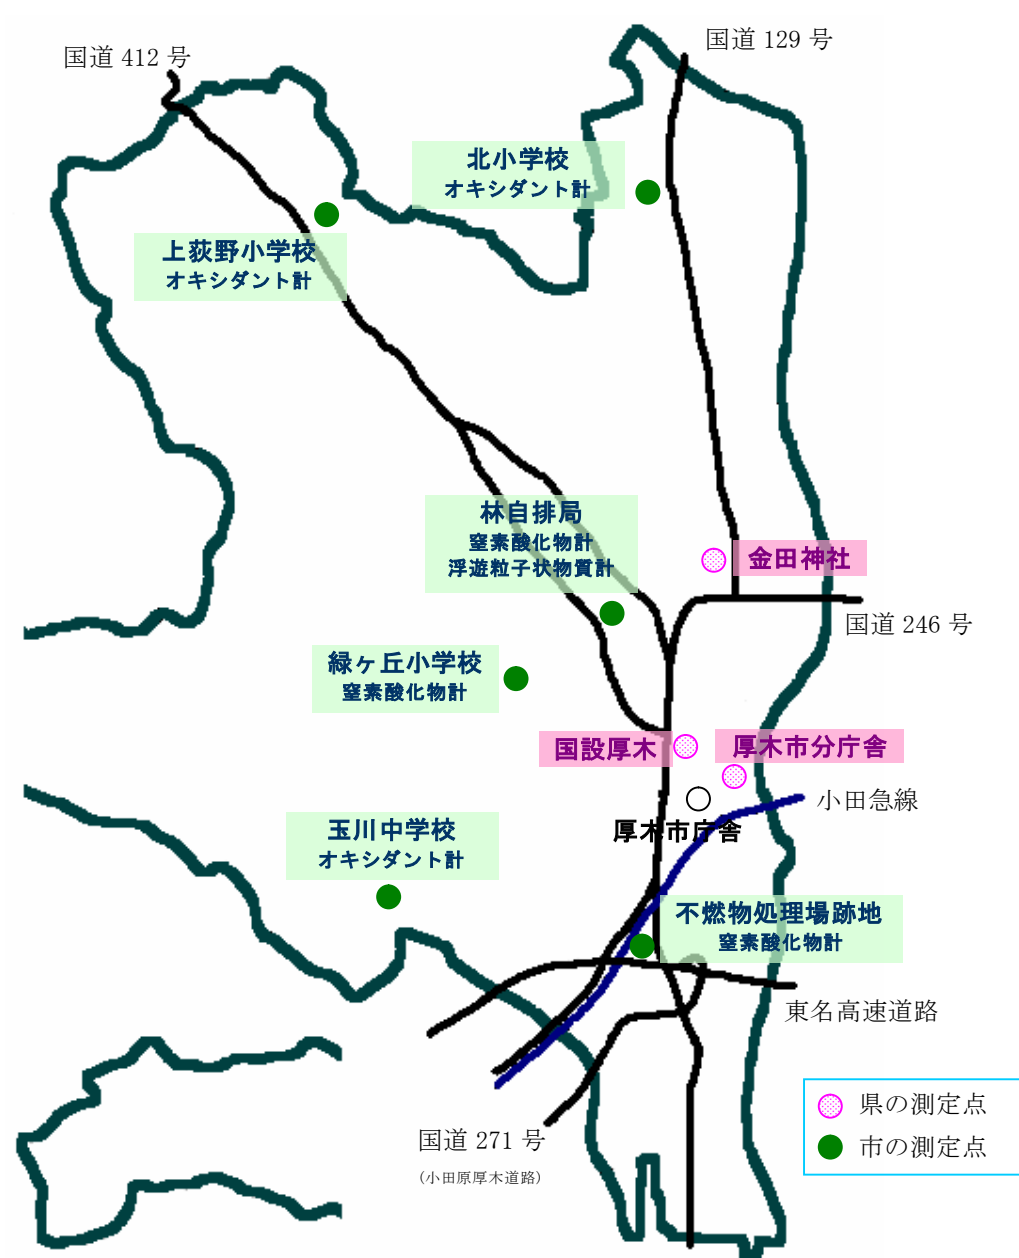 国道 129 号
国道 412 号
北小学校
オキシダント計
上荻野小学校
オキシダント計
林自排局
窒素酸化物計
浮遊粒子状物質計
金田神社
国道 246 号
緑ヶ丘小学校
窒素酸化物計
国設厚木
厚木市分庁舎
小田急線
厚木市庁舎
玉川中学校
オキシダント計
不燃物処理場跡地
窒素酸化物計
東名高速道路
県の測定点
市の測定点
国道 271 号
(小田原厚木道路)